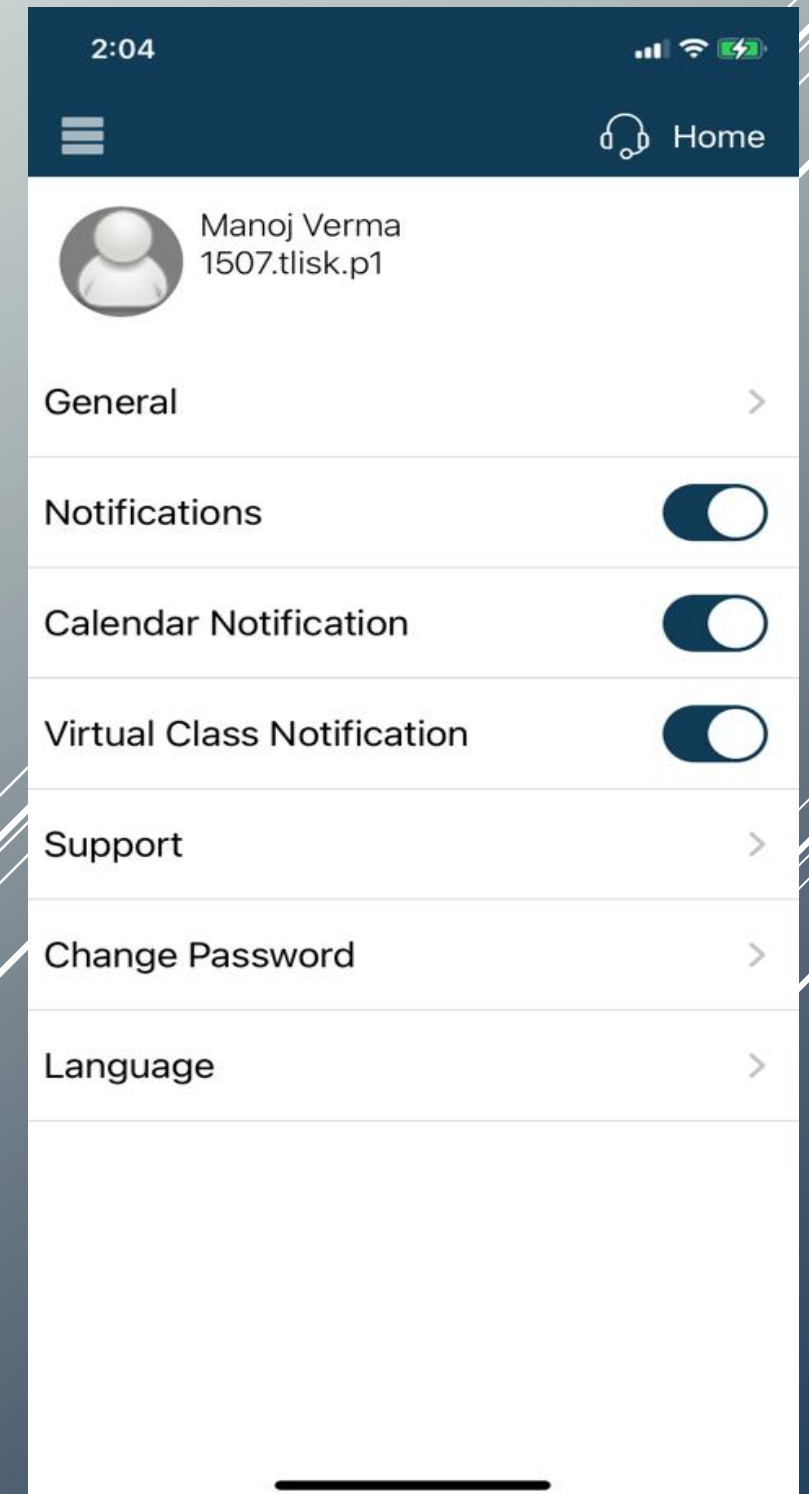 2:04
Home
Manoj Verma
1507.tlisk.p1
General
Notifications
Calendar Notification
Virtual Class Notification
Support
Change Password
Language